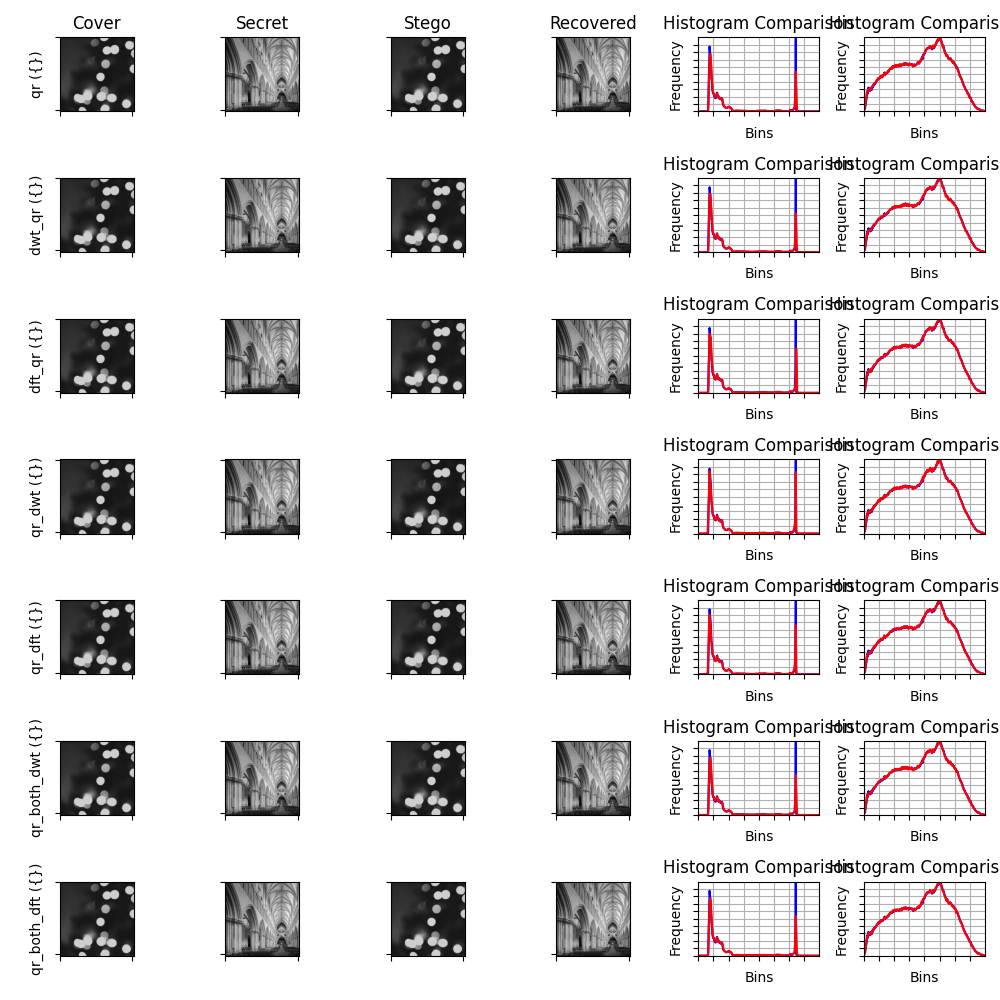 Cover Secret Stego Recovered Histogram Comparison Histogram Comparis
qr ({}) Frequency Frequency
Bins Bins
Histogram Comparison Histogram Comparis
dwt_qr ({}) Frequency Frequency
Bins Bins
Histogram Comparison Histogram Comparis
dft_qr ({}) Frequency Frequency
Bins Bins
Histogram Comparison Histogram Comparis
qr_dwt ({}) Frequency Frequency
Bins Bins
Histogram Comparison Histogram Comparis
qr_dft ({}) Frequency Frequency
Bins Bins
Histogram Comparison Histogram Comparis
qr_both_dwt ({}) Frequency Frequency
Bins Bins
Histogram Comparison Histogram Comparis
qr_both_dft ({}) Frequency Frequency
Bins Bins